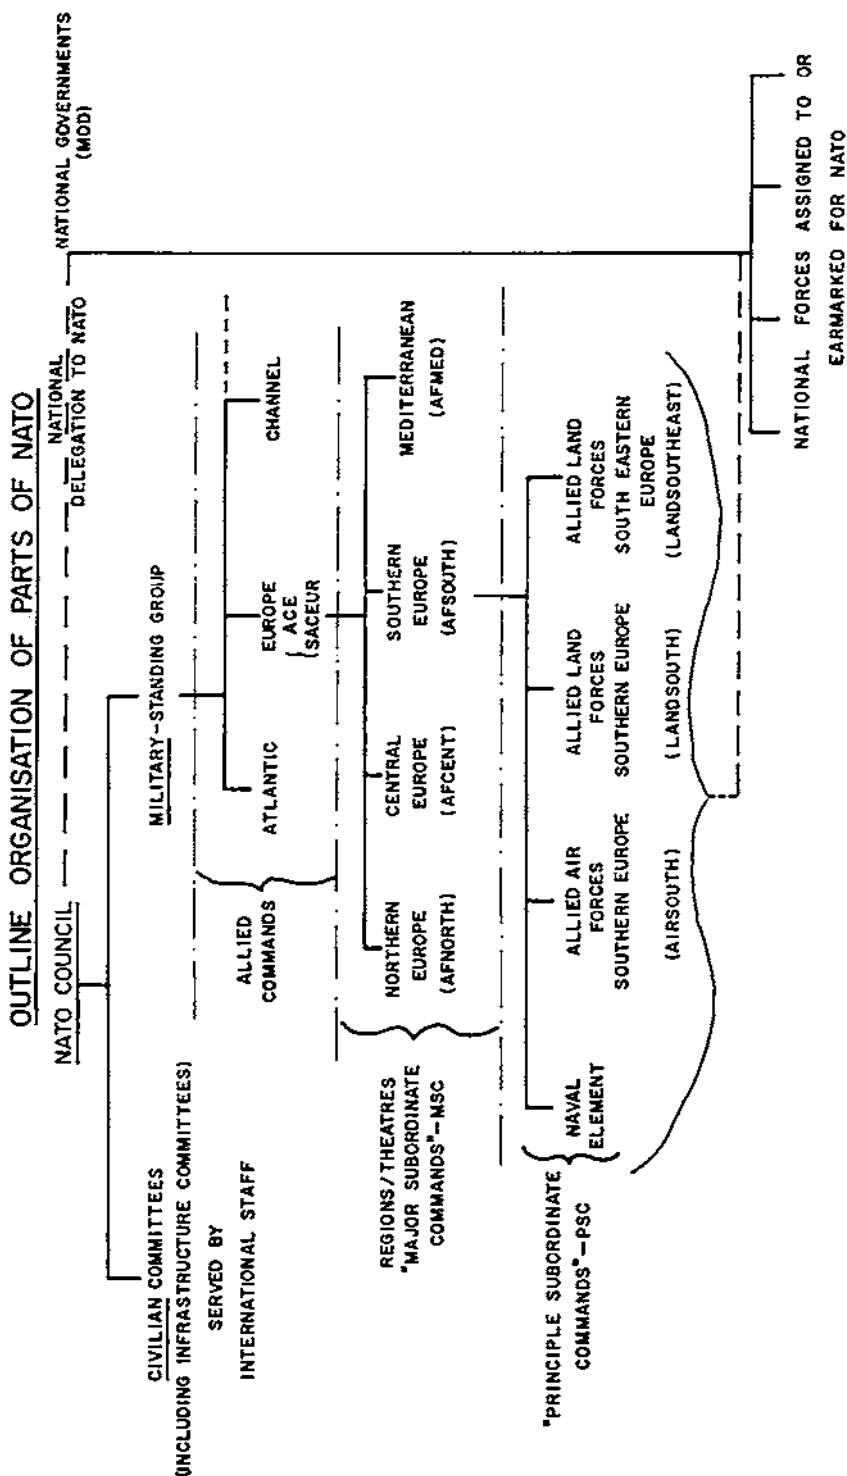 OUTLINE ORGANISATION OF PARTS OF NATO
NATO COUNCIL
NATIONAL
DELEGATION TO NATO
NATIONAL GOVERNMENTS
(MOD)
CIVILIAN COMMITTEES
(INCLUDING INFRASTRUCTURE COMMITTEES)
SERVED BY
INTERNATIONAL STAFF
MILITARY-STANDING GROUP
ALLIED
COMMANDS
ATLANTIC
EUROPE
ACE
(SACEUR
CHANNEL
REGIONS/THEATRES
"MAJOR SUBORDINATE
COMMANDS"-MSC
NORTHERN
EUROPE
(AFNORTH)
CENTRAL
EUROPE
(AFCENT)
SOUTHERN
EUROPE
(AFSOUTH)
MEDITERRANEAN
(AFMED)
"PRINCIPLE SUBORDINATE
COMMANDS"-PSC
NAVAL
ELEMENT
ALLIED AIR
FORCES
SOUTHERN EUROPE
(AIRSOUTH)
ALLIED LAND
FORCES
SOUTHERN EUROPE
(LANDSOUTH)
ALLIED LAND
FORCES
SOUTH EASTERN
EUROPE
(LANDSOUTHEAST)
NATIONAL FORCES ASSIGNED TO OR
EARMARKED FOR NATO